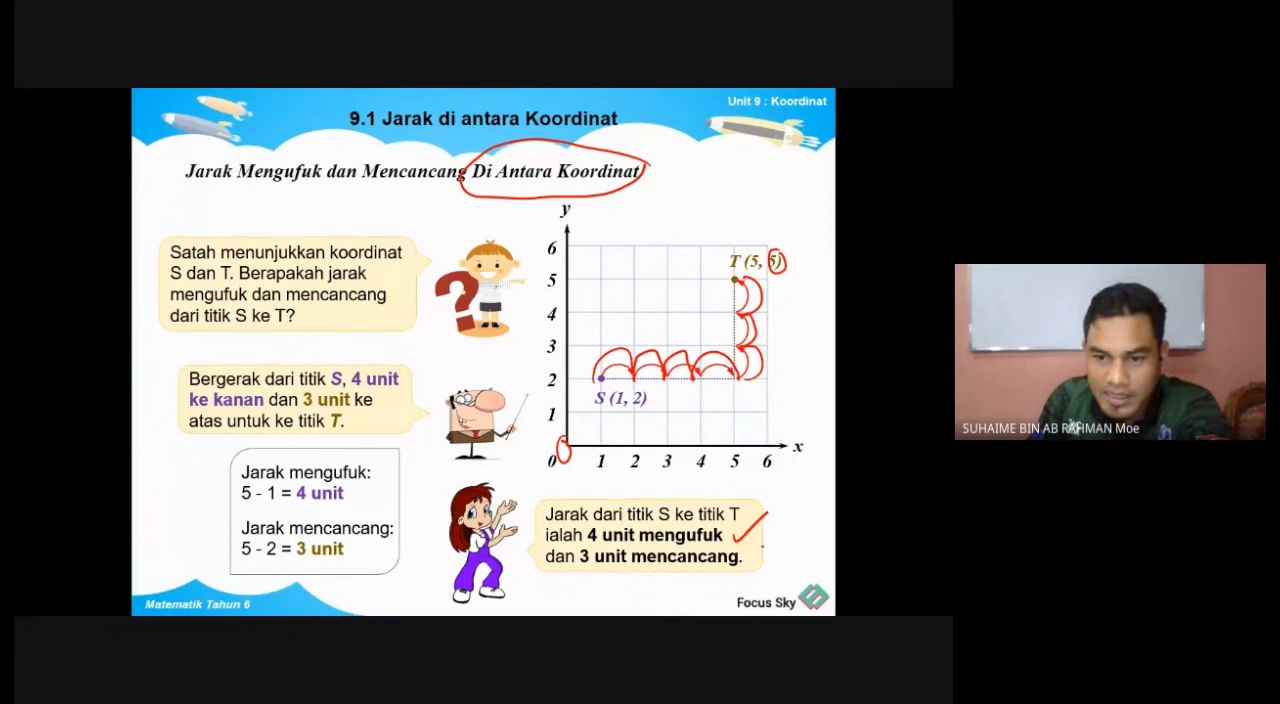 Unit 9 : Koordinat
9.1 Jarak di antara Koordinat
Jarak Mengufuk dan Mencancang Di Antara Koordinat
Satah menunjukkan koordinat
S dan T. Berapakah jarak
mengufuk dan mencancang
dari titik S ke T?
Bergerak dari titik S, 4 unit
ke kanan dan 3 unit ke
atas untuk ke titik T.
Jarak mengufuk:
5 - 1 = 4 unit
Jarak mencancang:
5 - 2 = 3 unit
y
6
T (5, 5)
5
4
3
2
S (1, 2)
1
0 1 2 3 4 5 6 x
Jarak dari titik S ke titik T
ialah 4 unit mengufuk
dan 3 unit mencancang.
Matematik Tahun 6
Focus Sky
SUHAIME BIN AB RAHMAN Moe